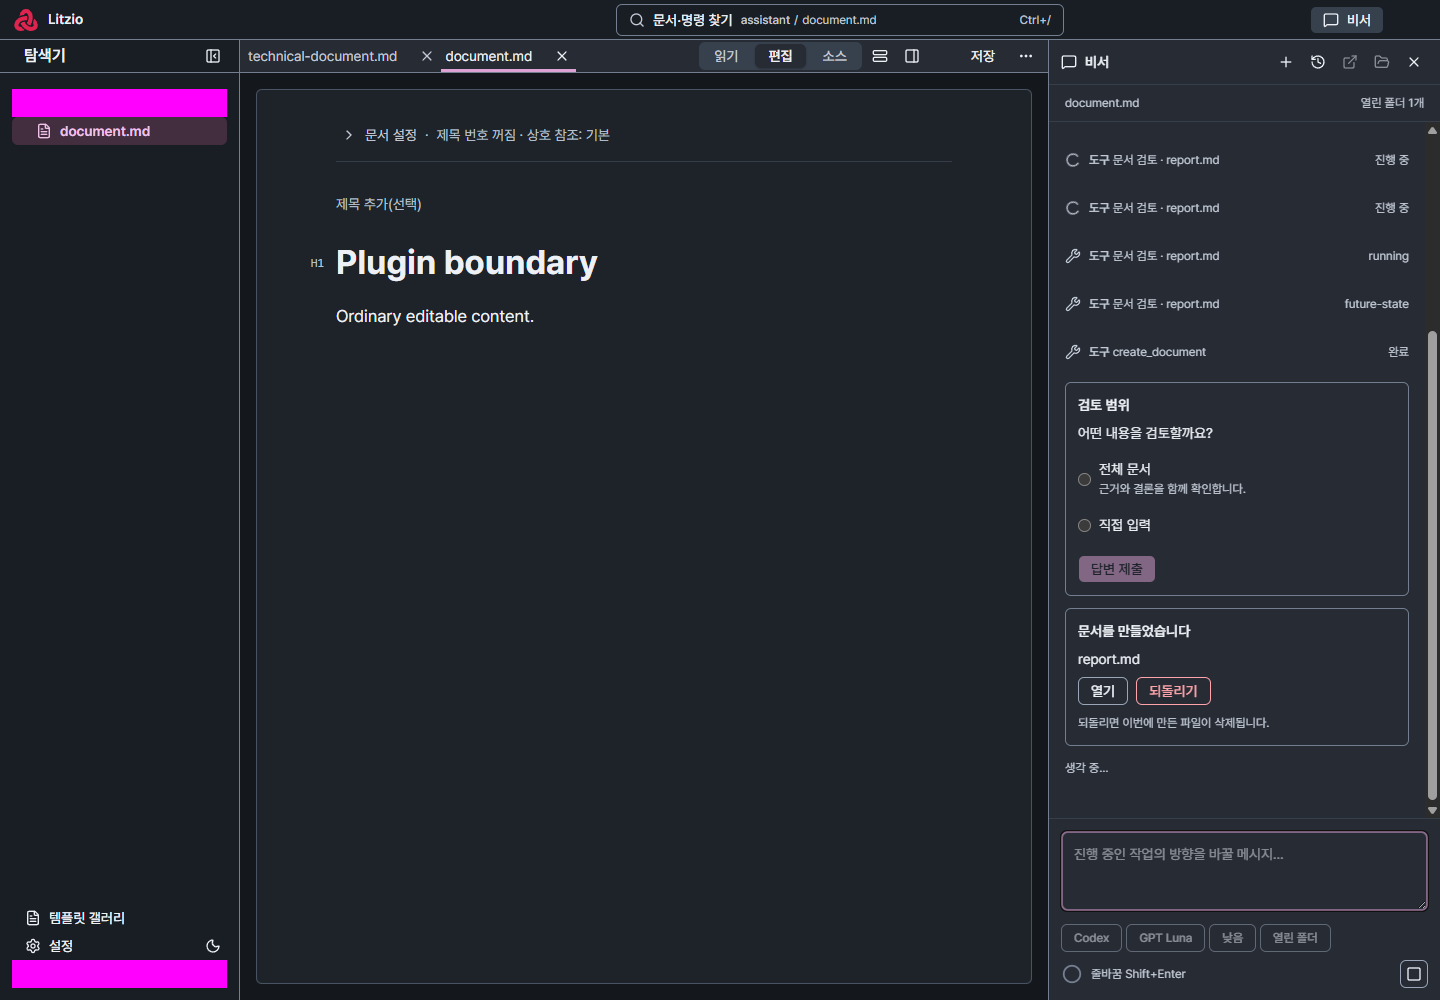 Litzio
문서·명령 찾기 assistant / document.md Ctrl+/
비서
탐색기
technical-document.md
document.md
읽기 편집 소스
저장
document.md
문서 설정 · 제목 번호 꺼짐 · 상호 참조: 기본
제목 추가(선택)
H1 Plugin boundary
Ordinary editable content.
템플릿 갤러리
설정
비서
document.md 열린 폴더 1개
도구 문서 검토 · report.md 진행 중
도구 문서 검토 · report.md 진행 중
도구 문서 검토 · report.md running
도구 문서 검토 · report.md future-state
도구 create_document 완료
검토 범위
어떤 내용을 검토할까요?
전체 문서
근거와 결론을 함께 확인합니다.
직접 입력
답변 제출
문서를 만들었습니다
report.md
열기 되돌리기
되돌리면 이번에 만든 파일이 삭제됩니다.
생각 중...
진행 중인 작업의 방향을 바꿀 메시지...
Codex GPT Luna 낮음 열린 폴더
줄바꿈 Shift+Enter